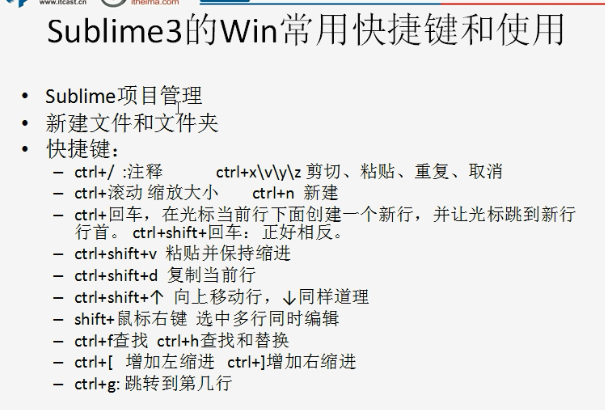 www.itcast.cn itheima.com
Sublime3的Win常用快捷键和使用
• Sublime项目管理
• 新建文件和文件夹
• 快捷键：
– ctrl+/ :注释 ctrl+x\v\y\z 剪切、粘贴、重复、取消
– ctrl+滚动 缩放大小 ctrl+n 新建
– ctrl+回车，在光标当前行下面创建一个新行，并让光标跳到新行
行首。 ctrl+shift+回车：正好相反。
– ctrl+shift+v 粘贴并保持缩进
– ctrl+shift+d 复制当前行
– ctrl+shift+↑ 向上移动行，↓同样道理
– shift+鼠标右键 选中多行同时编辑
– ctrl+f查找 ctrl+h查找和替换
– ctrl+[ 增加左缩进 ctrl+]增加右缩进
– ctrl+g: 跳转到第几行